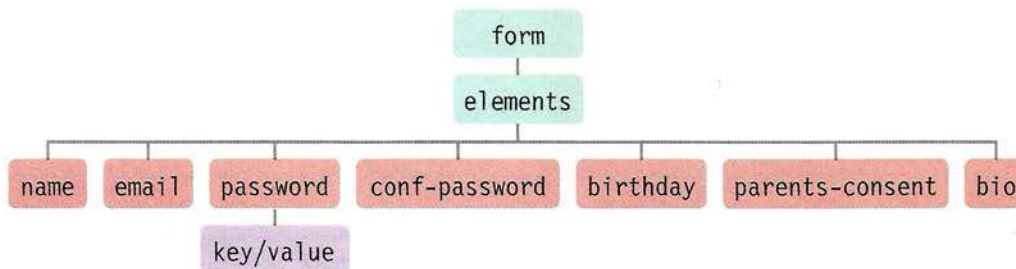 form
elements
name email password conf-password birthday parents-consent bio
key/value